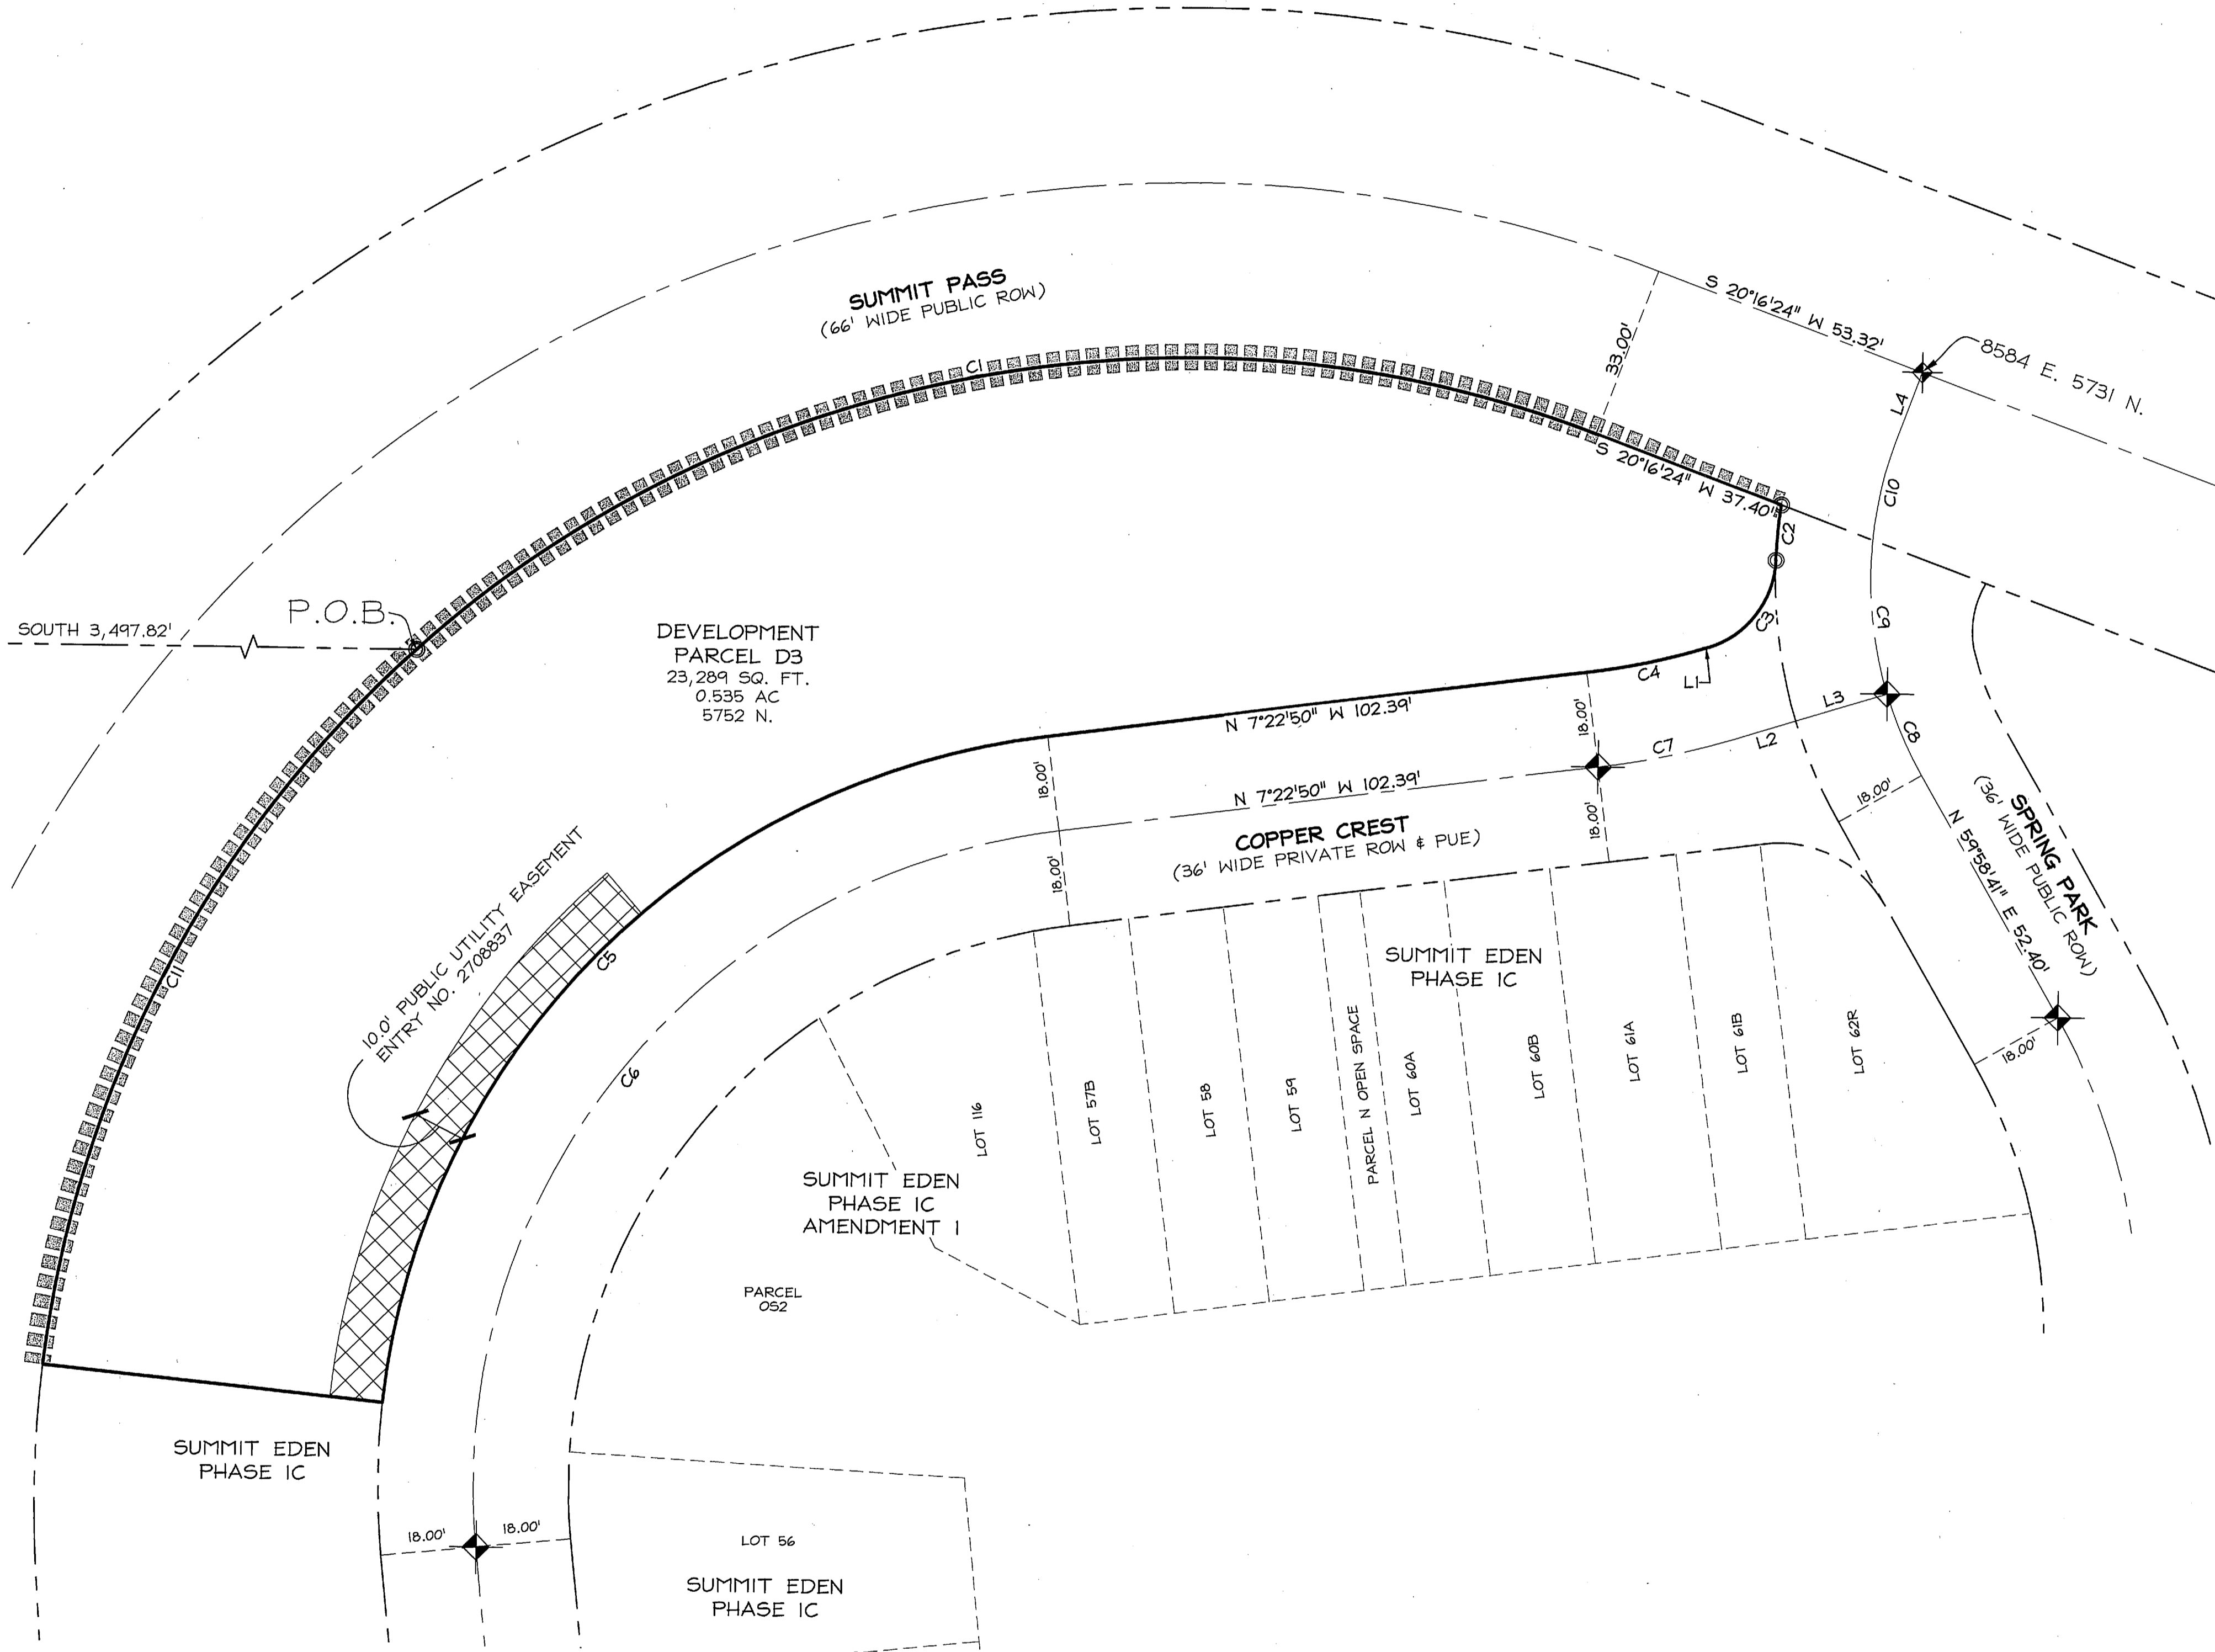 SUMMIT PASS
(66' WIDE PUBLIC ROW)
S 20°16'24" W 53.32'
8584 E. 5731 N.
33.00'
L4
C1
S 20°16'24" W 37.40'
C2
C10
C3
C9
P.O.B.
SOUTH 3,497.82'
DEVELOPMENT
PARCEL D3
23,289 SQ. FT.
0.535 AC
5752 N.
C4
L1
L3
L2
C7
C8
N 7°22'50" W 102.39'
18.00'
18.00'
N 7°22'50" W 102.39'
18.00'
18.00'
18.00'
COPPER CREST
(36' WIDE PRIVATE ROW & PUE)
SPRING PARK
(36' WIDE PUBLIC ROW)
N 59°58'41" E 52.40'
18.00'
10.0' PUBLIC UTILITY EASEMENT
ENTRY NO. 2708837
C11
C5
C6
SUMMIT EDEN
PHASE 1C
LOT 116
LOT 57B
LOT 58
LOT 59
PARCEL N OPEN SPACE
LOT 60A
LOT 60B
LOT 61A
LOT 61B
LOT 62R
SUMMIT EDEN
PHASE 1C
AMENDMENT 1
PARCEL
OS2
SUMMIT EDEN
PHASE 1C
18.00'
18.00'
LOT 56
SUMMIT EDEN
PHASE 1C